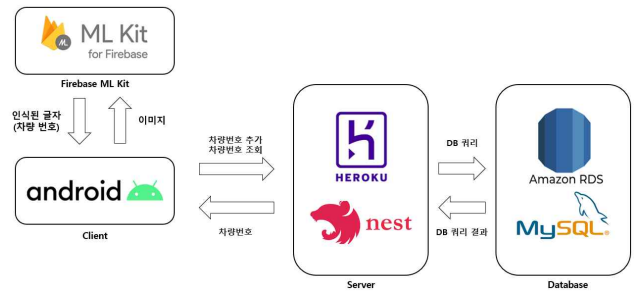 ML Kit
for Firebase
Firebase ML Kit
인식된 글자
(차량 번호)
이미지
android
Client
차량번호 추가
차량번호 조회
차량번호
HEROKU
nest
Server
DB 쿼리
DB 쿼리 결과
Amazon RDS
MySQL®
Database